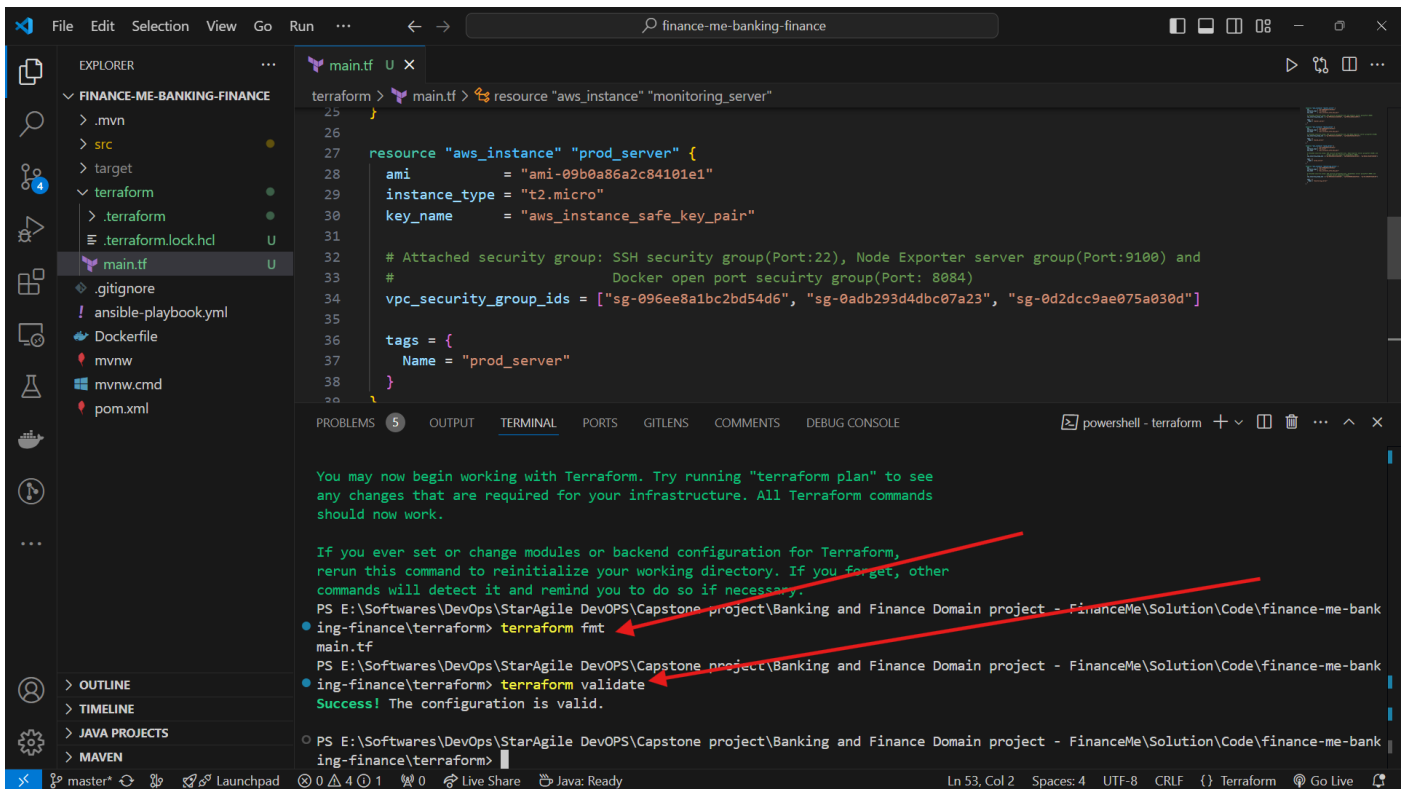 File Edit Selection View Go Run ··· finance-me-banking-finance
EXPLORER ···
FINANCE-ME-BANKING-FINANCE
.mvn
src
target
terraform
.terraform
.terraform.lock.hcl U
main.tf U
.gitignore
ansible-playbook.yml
Dockerfile
mvnw
mvnw.cmd
pom.xml
OUTLINE
TIMELINE
JAVA PROJECTS
MAVEN
4
main.tf U
terraform > main.tf > resource "aws_instance" "monitoring_server"
25 }
26
27 resource "aws_instance" "prod_server" {
28 ami = "ami-09b0a86a2c84101e1"
29 instance_type = "t2.micro"
30 key_name = "aws_instance_safe_key_pair"
31
32 # Attached security group: SSH security group(Port:22), Node Exporter server group(Port:9100) and
33 # Docker open port secuirty group(Port: 8084)
34 vpc_security_group_ids = ["sg-096ee8a1bc2bd54d6", "sg-0adb293d4dbc07a23", "sg-0d2dcc9ae075a030d"]
35
36 tags = {
37 Name = "prod_server"
38 }
39 }
PROBLEMS 5 OUTPUT TERMINAL PORTS GITLENS COMMENTS DEBUG CONSOLE powershell - terraform
You may now begin working with Terraform. Try running "terraform plan" to see
any changes that are required for your infrastructure. All Terraform commands
should now work.
If you ever set or change modules or backend configuration for Terraform,
rerun this command to reinitialize your working directory. If you forget, other
commands will detect it and remind you to do so if necessary.
PS E:\Softwares\DevOps\StarAgile DevOPS\Capstone project\Banking and Finance Domain project - FinanceMe\Solution\Code\finance-me-bank
ing-finance\terraform> terraform fmt
main.tf
PS E:\Softwares\DevOps\StarAgile DevOPS\Capstone project\Banking and Finance Domain project - FinanceMe\Solution\Code\finance-me-bank
ing-finance\terraform> terraform validate
Success! The configuration is valid.
PS E:\Softwares\DevOps\StarAgile DevOPS\Capstone project\Banking and Finance Domain project - FinanceMe\Solution\Code\finance-me-bank
ing-finance\terraform>
master* Launchpad 0 4 1 0 Live Share Java: Ready Ln 53, Col 2 Spaces: 4 UTF-8 CRLF {} Terraform Go Live